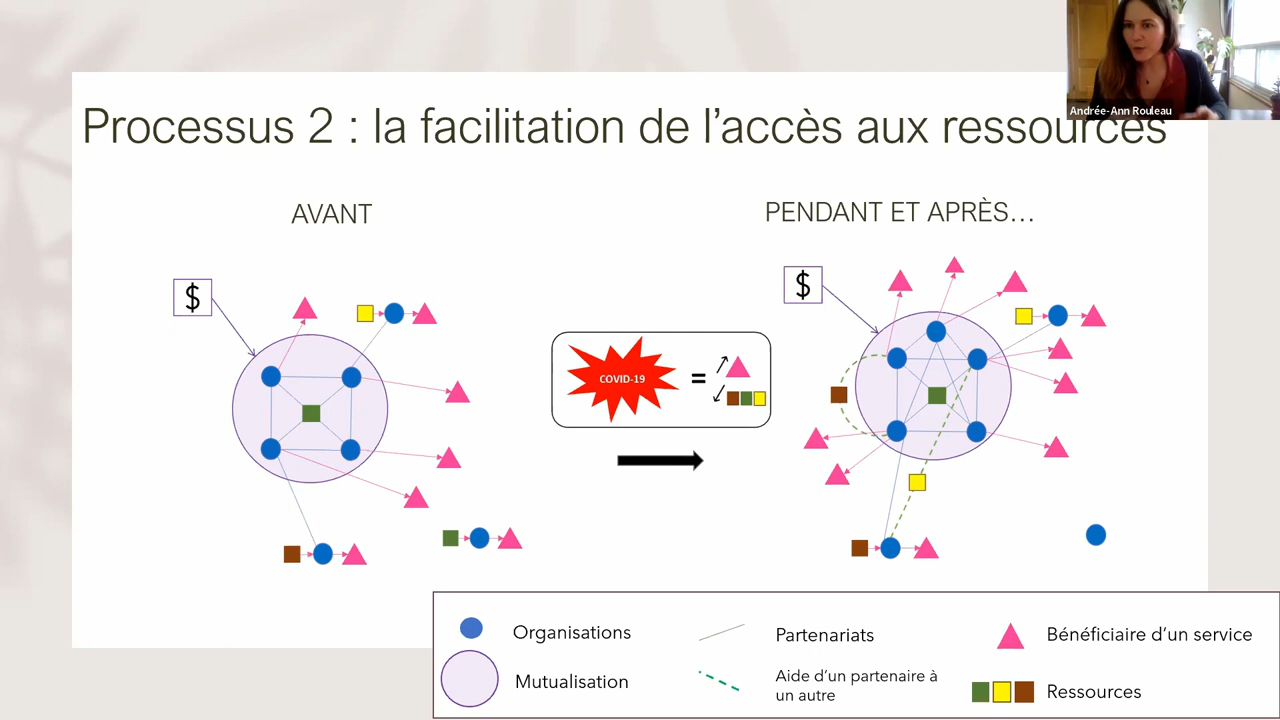 Andrée-Ann Rouleau
Processus 2 : la facilitation de l'accès aux ressources
AVANT
PENDANT ET APRÈS...
$
$
COVID-19
=
Organisations
Partenariats
Bénéficiaire d'un service
Mutualisation
Aide d'un partenaire à
un autre
Ressources